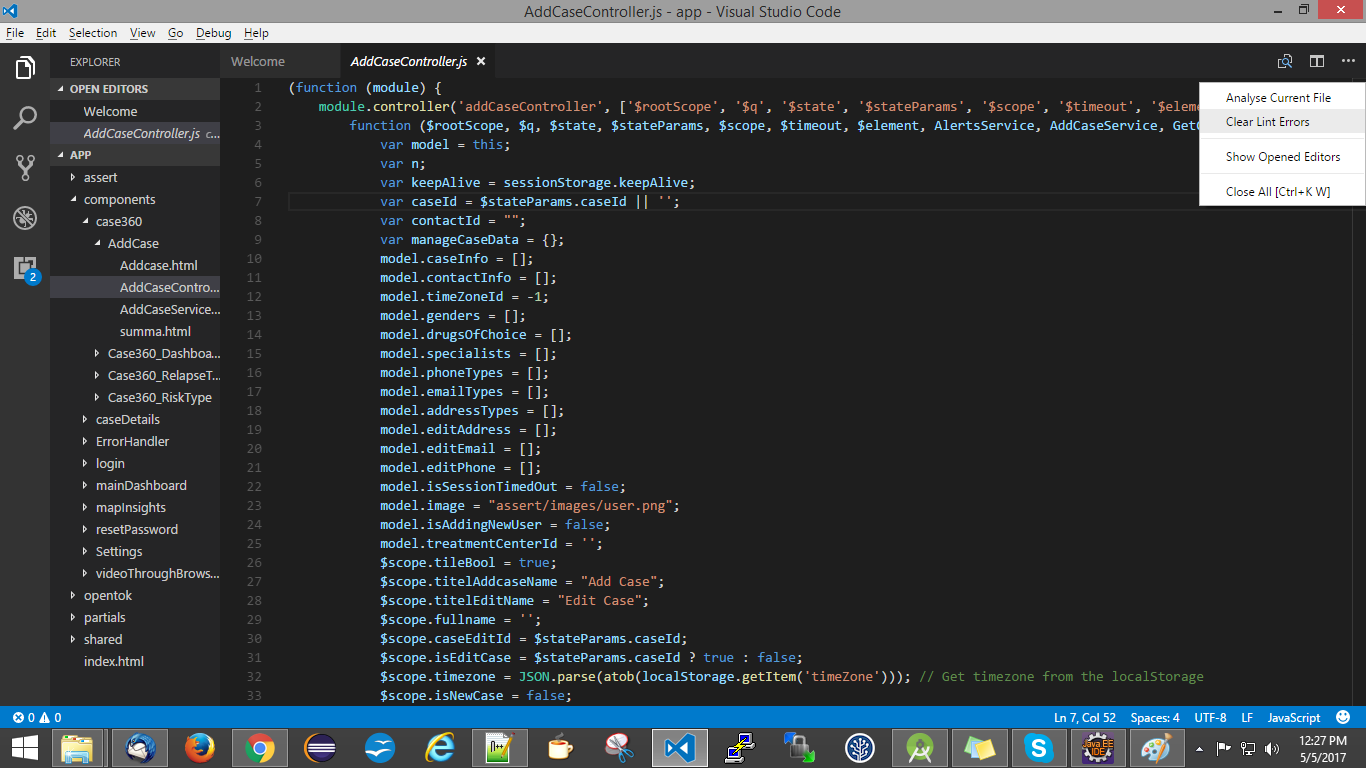 AddCaseController.js - app - Visual Studio Code
File Edit Selection View Go Debug Help
EXPLORER
OPEN EDITORS
Welcome
AddCaseController.js c...
APP
assert
components
case360
AddCase
Addcase.html
AddCaseContro...
AddCaseService...
summa.html
Case360_Dashboa...
Case360_RelapseT...
Case360_RiskType
caseDetails
ErrorHandler
login
mainDashboard
mapInsights
resetPassword
Settings
videoThroughBrows...
opentok
partials
shared
index.html
2
Welcome AddCaseController.js
1 (function (module) {
2 module.controller('addCaseController', ['$rootScope', '$q', '$state', '$stateParams', '$scope', '$timeout', '$eleme
3 function ($rootScope, $q, $state, $stateParams, $scope, $timeout, $element, AlertsService, AddCaseService, GetC
4 var model = this;
5 var n;
6 var keepAlive = sessionStorage.keepAlive;
7 var caseId = $stateParams.caseId || '';
8 var contactId = "";
9 var manageCaseData = {};
10 model.caseInfo = [];
11 model.contactInfo = [];
12 model.timeZoneId = -1;
13 model.genders = [];
14 model.drugsOfChoice = [];
15 model.specialists = [];
16 model.phoneTypes = [];
17 model.emailTypes = [];
18 model.addressTypes = [];
19 model.editAddress = [];
20 model.editEmail = [];
21 model.editPhone = [];
22 model.isSessionTimedOut = false;
23 model.image = "assert/images/user.png";
24 model.isAddingNewUser = false;
25 model.treatmentCenterId = '';
26 $scope.tileBool = true;
27 $scope.titelAddcaseName = "Add Case";
28 $scope.titelEditName = "Edit Case";
29 $scope.fullname = '';
30 $scope.caseEditId = $stateParams.caseId;
31 $scope.isEditCase = $stateParams.caseId ? true : false;
32 $scope.timezone = JSON.parse(atob(localStorage.getItem('timeZone'))); // Get timezone from the localStorage
33 $scope.isNewCase = false;
Analyse Current File
Clear Lint Errors
Show Opened Editors
Close All [Ctrl+K W]
0 0 Ln 7, Col 52 Spaces: 4 UTF-8 LF JavaScript
Java EE
IDE
12:27 PM
5/5/2017